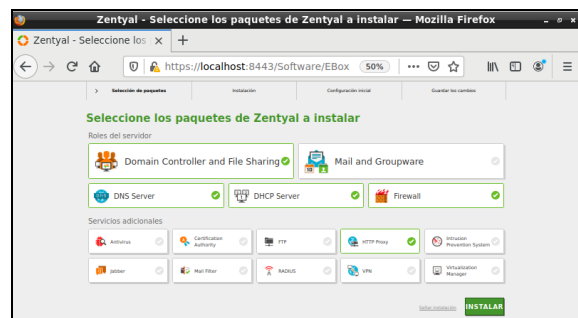 Zentyal - Seleccione los paquetes de Zentyal a instalar — Mozilla Firefox
Zentyal - Seleccione los
https://localhost:8443/Software/EBox 50%
Selección de paquetes Instalación Configuración inicial Guardar los cambios
Seleccione los paquetes de Zentyal a instalar
Roles del servidor
Domain Controller and File Sharing Mail and Groupware
DNS Server DHCP Server Firewall
Servicios adicionales
Antivirus Certification Authority FTP HTTP Proxy Intrusion Prevention System
Jabber Mail Filter RADIUS VPN Virtualization Manager
Saltar instalación INSTALAR